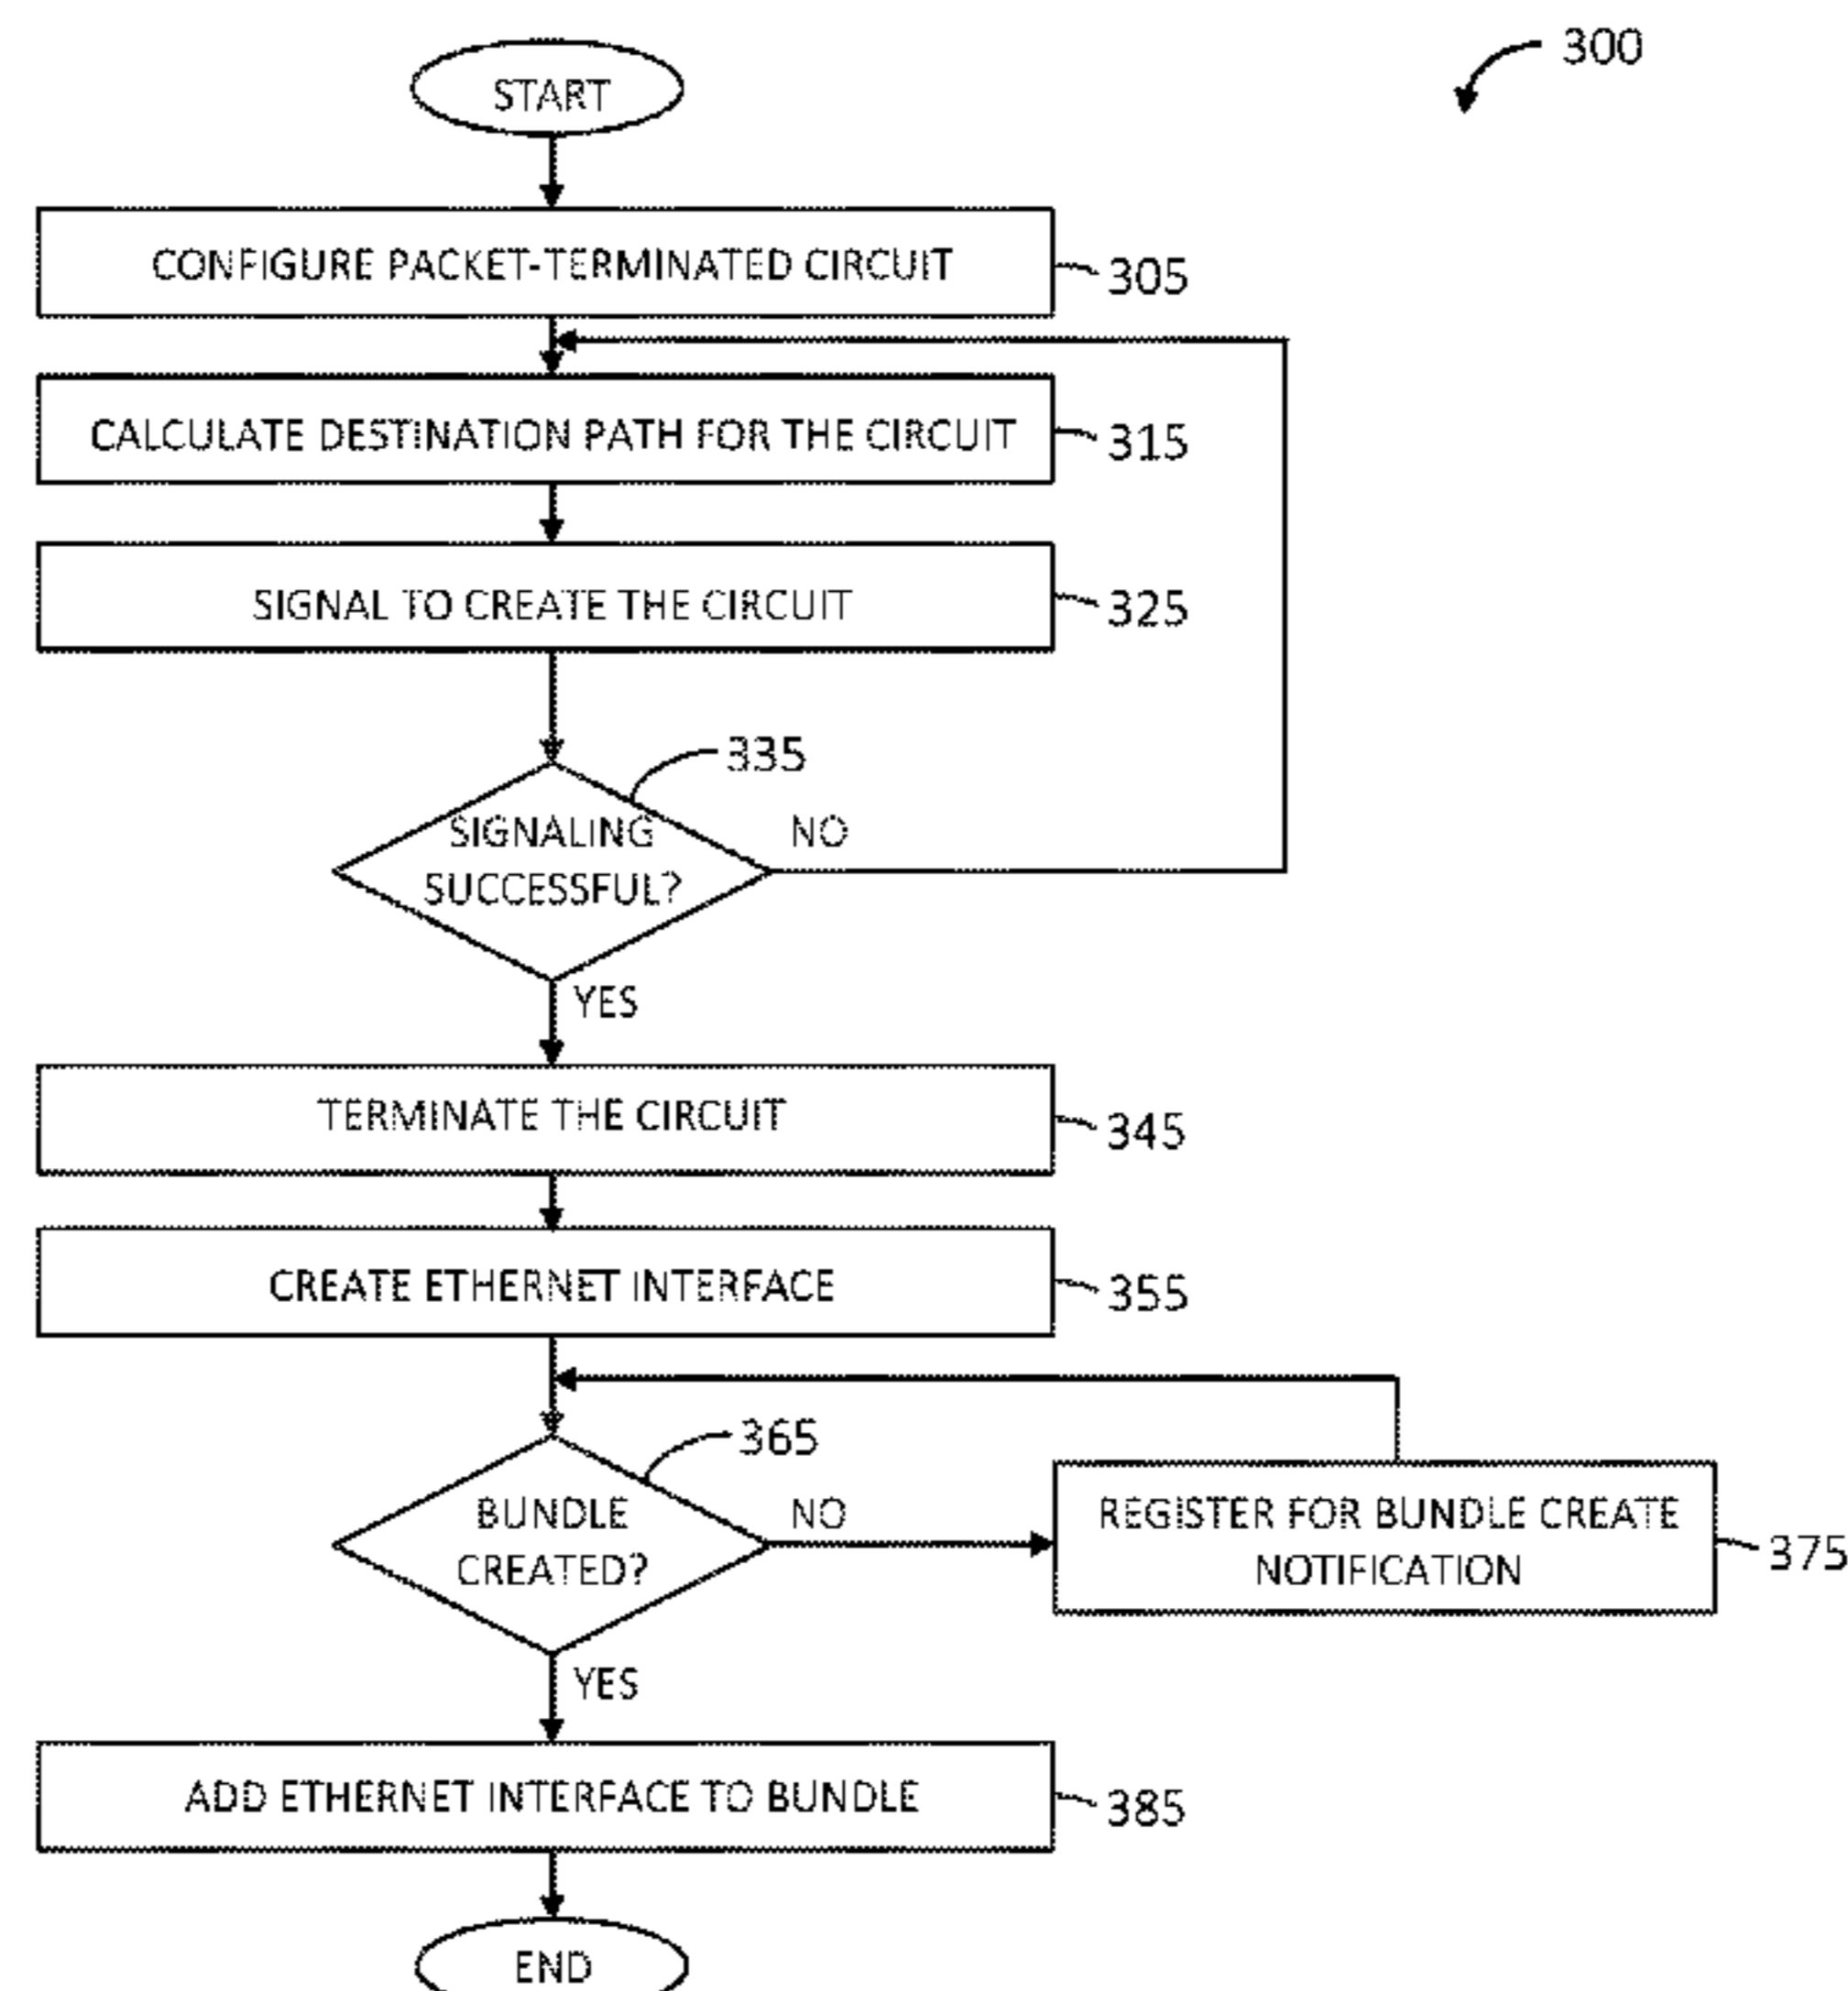 300
START
CONFIGURE PACKET-TERMINATED CIRCUIT
305
CALCULATE DESTINATION PATH FOR THE CIRCUIT
315
SIGNAL TO CREATE THE CIRCUIT
325
335
SIGNALING
SUCCESSFUL?
NO
YES
TERMINATE THE CIRCUIT
345
CREATE ETHERNET INTERFACE
355
365
BUNDLE
CREATED?
NO
REGISTER FOR BUNDLE CREATE
NOTIFICATION
375
YES
ADD ETHERNET INTERFACE TO BUNDLE
385
END